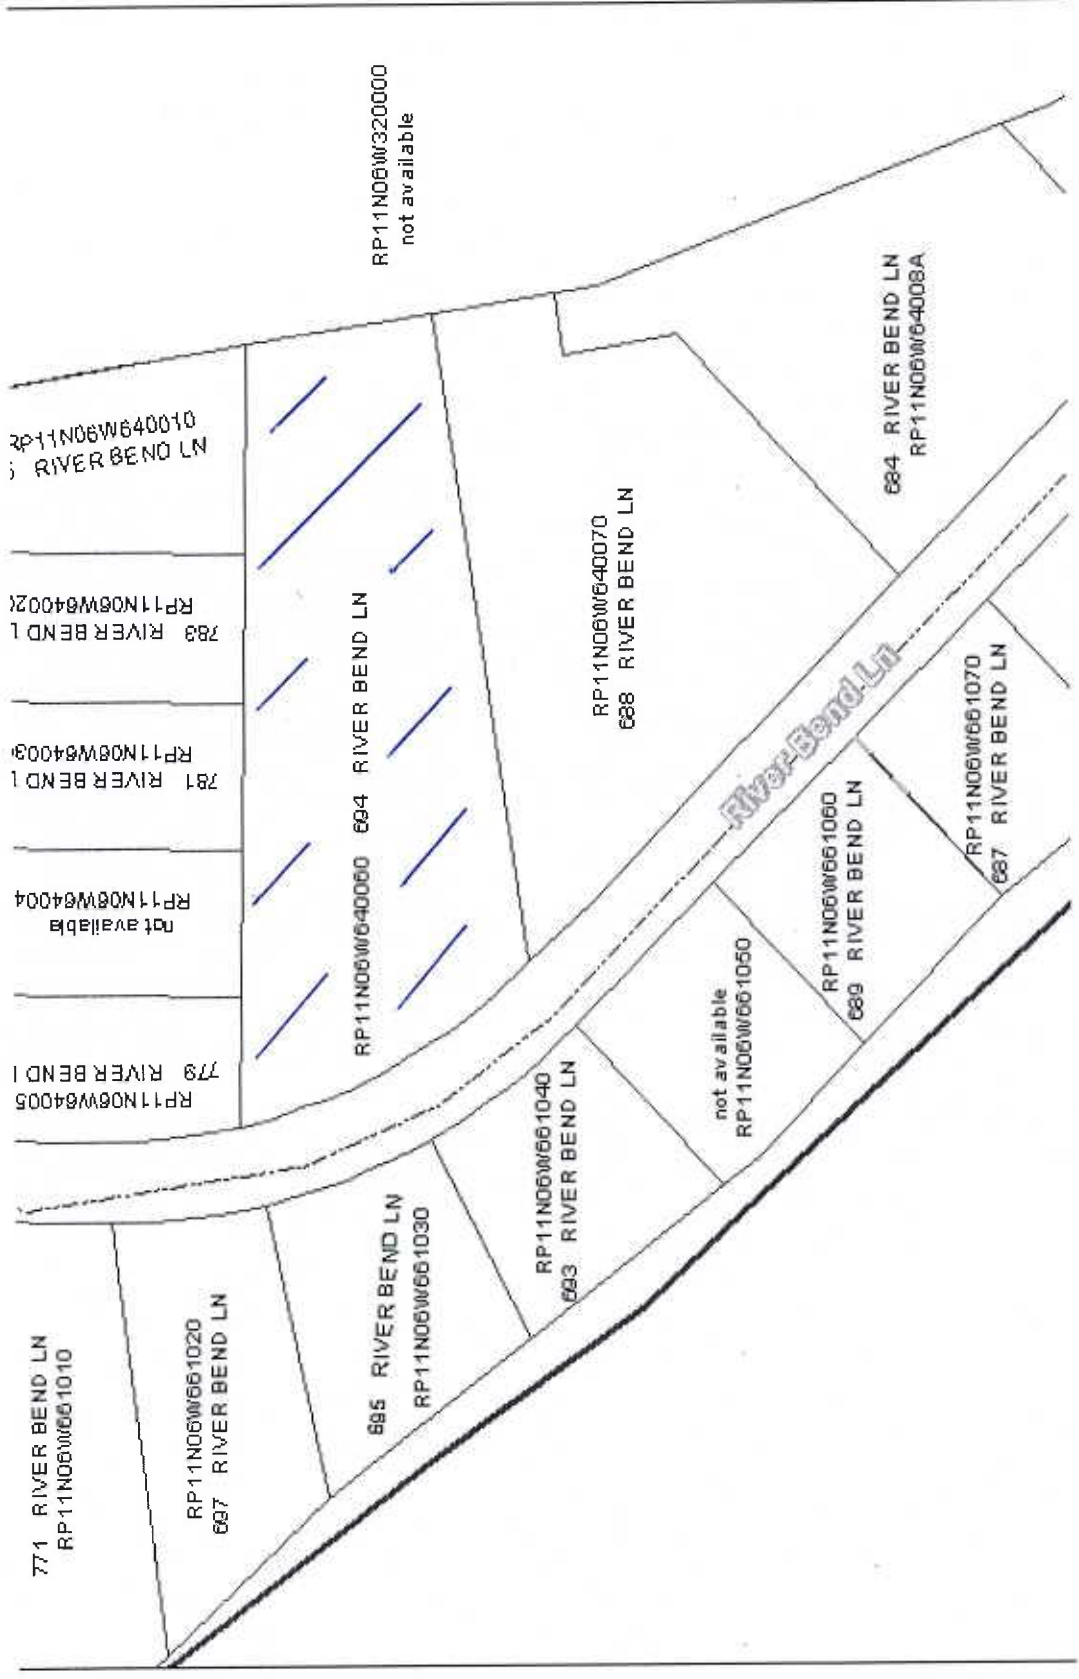 RP11N06W320000
not available
RP11N06W640010
RIVER BEND LN
783 RIVER BEND L
RP11N06W64002
781 RIVER BEND L
RP11N06W64003
not available
RP11N06W64004
779 RIVER BEND
RP11N06W64005
RP11N06W640060 694 RIVER BEND LN
RP11N06W640070
688 RIVER BEND LN
684 RIVER BEND LN
RP11N06W64008A
River Bend Ln
771 RIVER BEND LN
RP11N06W661010
RP11N06W661020
697 RIVER BEND LN
695 RIVER BEND LN
RP11N06W661030
RP11N06W661040
693 RIVER BEND LN
not available
RP11N06W661050
RP11N06W661060
689 RIVER BEND LN
RP11N06W661070
687 RIVER BEND LN